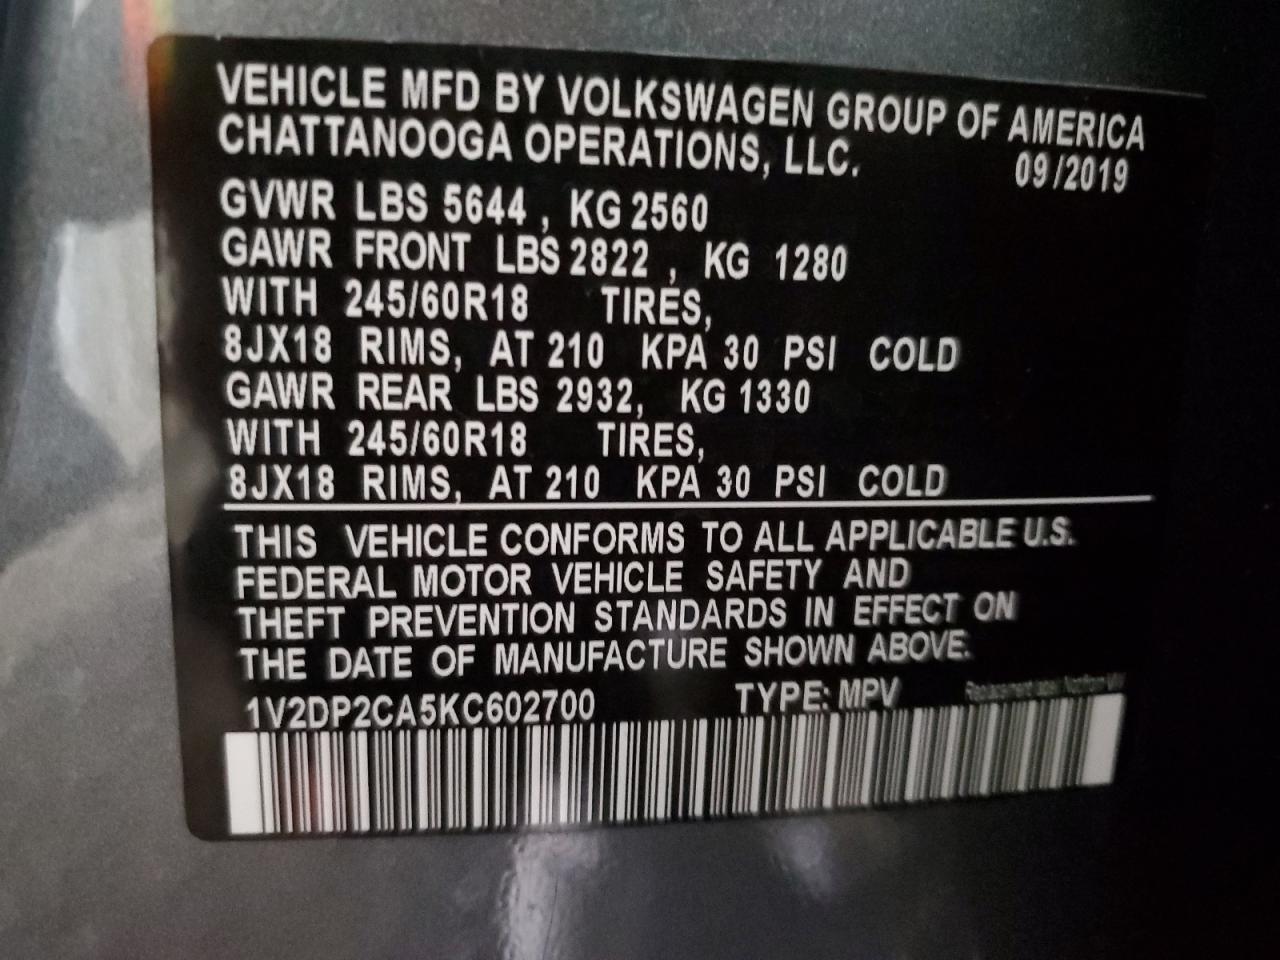 VEHICLE MFD BY VOLKSWAGEN GROUP OF AMERICA
CHATTANOOGA OPERATIONS, LLC. 09/2019
GVWR LBS 5644 , KG 2560
GAWR FRONT LBS 2822 , KG 1280
WITH 245/60R18 TIRES,
8JX18 RIMS, AT 210 KPA 30 PSI COLD
GAWR REAR LBS 2932, KG 1330
WITH 245/60R18 TIRES,
8JX18 RIMS, AT 210 KPA 30 PSI COLD
THIS VEHICLE CONFORMS TO ALL APPLICABLE U.S.
FEDERAL MOTOR VEHICLE SAFETY AND
THEFT PREVENTION STANDARDS IN EFFECT ON
THE DATE OF MANUFACTURE SHOWN ABOVE.
1V2DP2CA5KC602700 TYPE: MPV